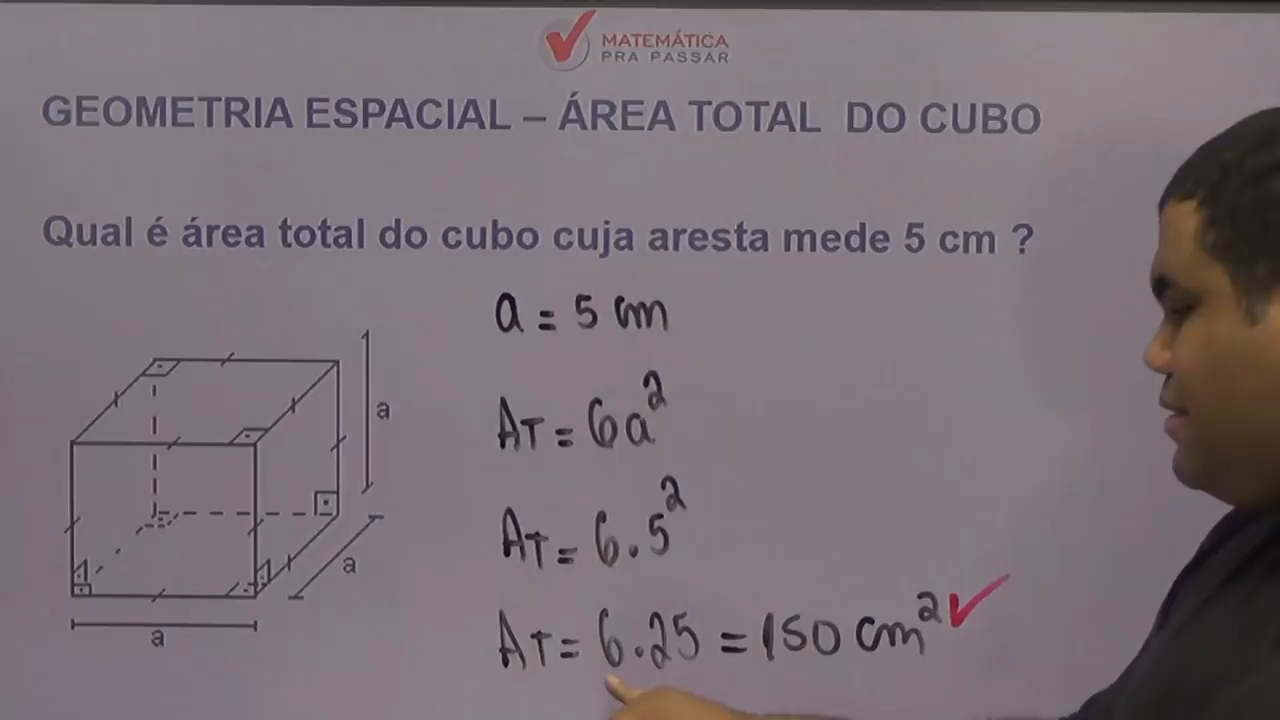 MATEMÁTICA
PRA PASSAR
GEOMETRIA ESPACIAL – ÁREA TOTAL DO CUBO
Qual é área total do cubo cuja aresta mede 5 cm ?
a = 5 cm
AT = 6a²
AT = 6.5²
AT = 6.25 = 150 cm²
a
a
a